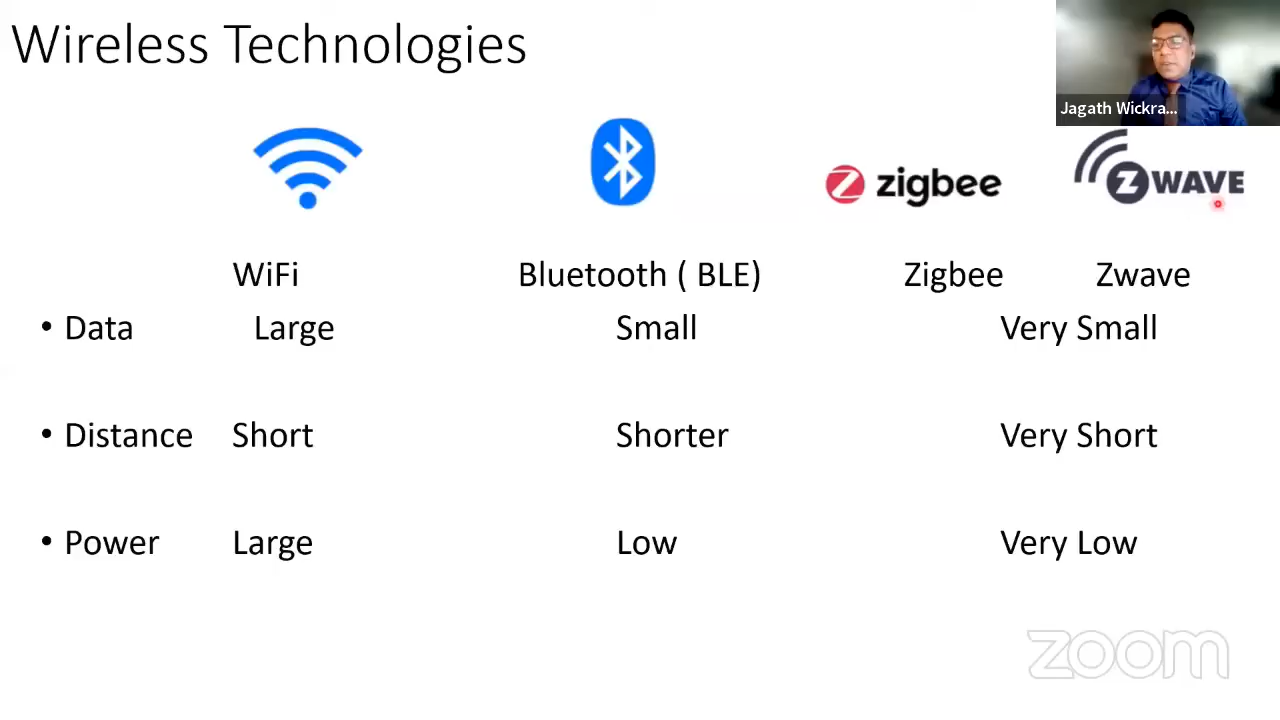 Wireless Technologies
Jagath Wickra...
zigbee
Z WAVE
WiFi Bluetooth ( BLE) Zigbee Zwave
• Data Large Small Very Small
• Distance Short Shorter Very Short
• Power Large Low Very Low
zoom